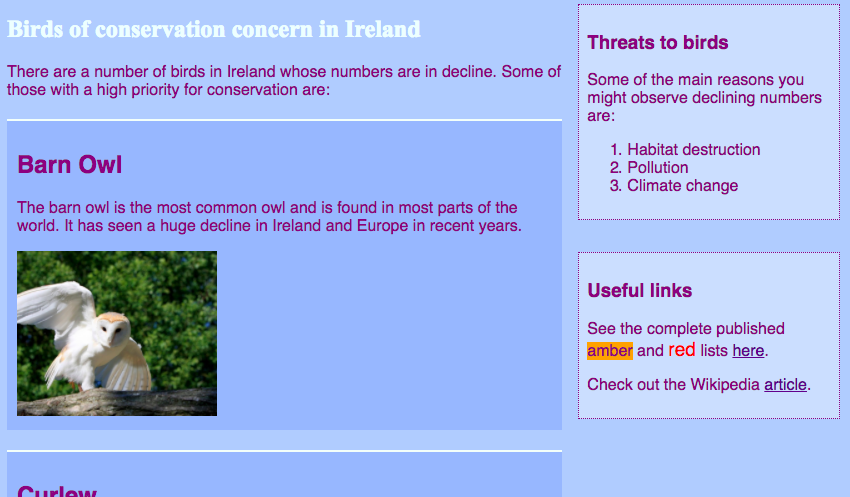 Birds of conservation concern in Ireland
There are a number of birds in Ireland whose numbers are in decline. Some of
those with a high priority for conservation are:
Barn Owl
The barn owl is the most common owl and is found in most parts of the
world. It has seen a huge decline in Ireland and Europe in recent years.
Curlew
Threats to birds
Some of the main reasons you
might observe declining numbers
are:
1. Habitat destruction
2. Pollution
3. Climate change
Useful links
See the complete published
amber and red lists here.
Check out the Wikipedia article.